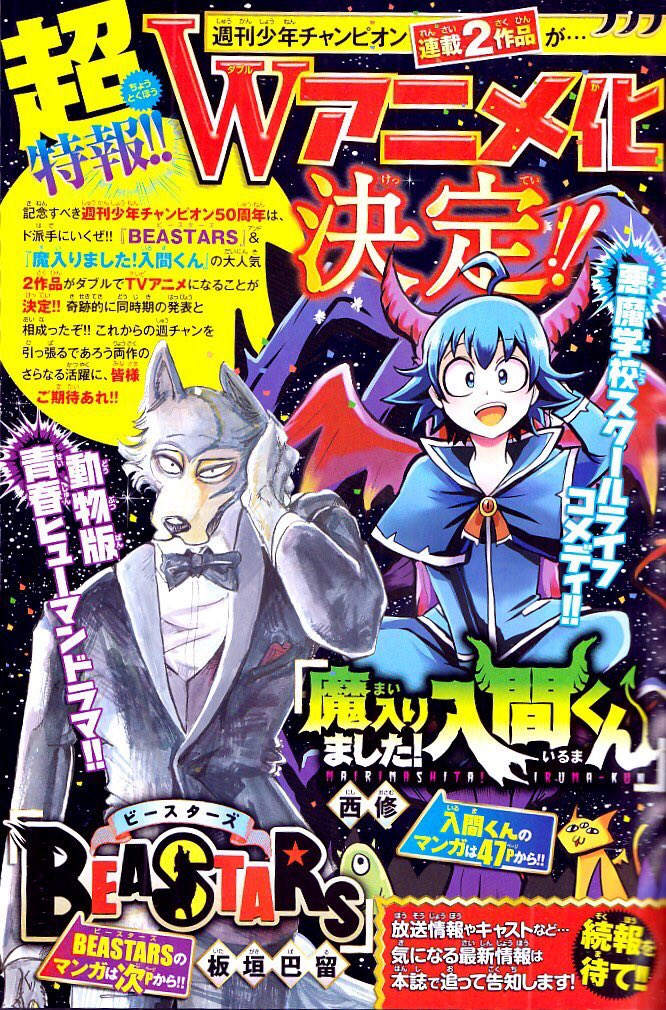 週刊少年チャンピオン
連載2作品が…
超
特報!!
Wアニメ化
決定!!
記念すべき週刊少年チャンピオン50周年は、
ド派手にいくぜ!!『BEASTARS』&
『魔入りました!入間くん』の大人気
2作品がダブルでTVアニメになることが
決定!! 奇跡的に同時期の発表と
相成ったぞ!! これからの週チャンを
引っ張るであろう両作の
さらなる活躍に、皆様
ご期待あれ!!
悪魔学校スクールライフ
コメディ!!
動物版
青春ヒューマンドラマ!!
「魔入り
ました!
入間くん」
MAIRIMASHITA! IRUMA-KUN
西修
入間くんの
マンガは47Pから!!
ビースターズ
「BEASTARS」
BEASTARSの
マンガは次Pから!!
板垣巴留
放送情報やキャストなど…
気になる最新情報は
本誌で追って告知します!
続報を
待て!!